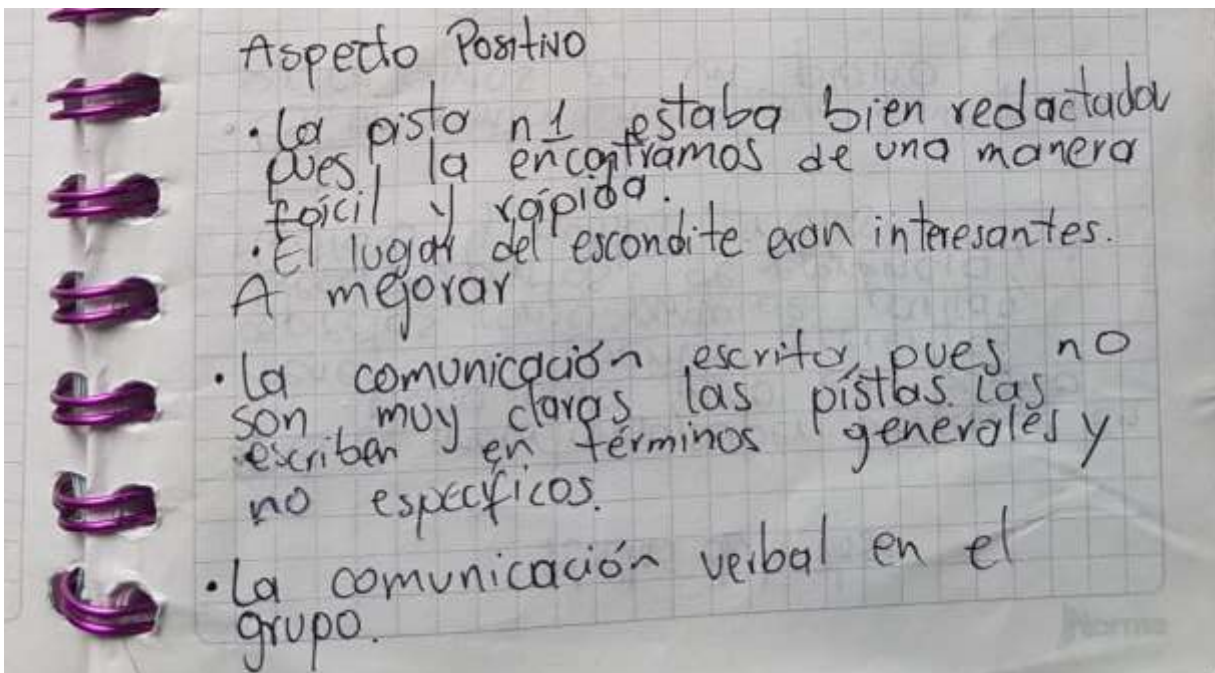 Aspecto Positivo
• La pista n1 estaba bien redactada
pues, la encontramos de una manera
fácil y rápida.
• El lugar del escondite eran interesantes.
A mejorar
• La comunicación escrita, pues no
son muy claras las pistas. Las
escriben en términos generales y
no específicos.
• La comunicación verbal en el
grupo.
Norma